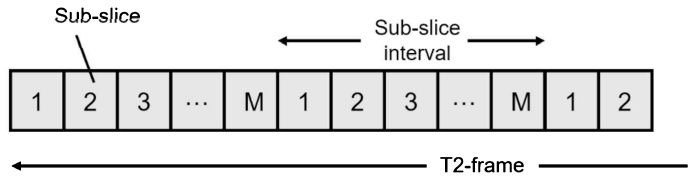 Sub-slice
Sub-slice
interval
1 2 3 ... M 1 2 3 ... M 1 2
T2-frame